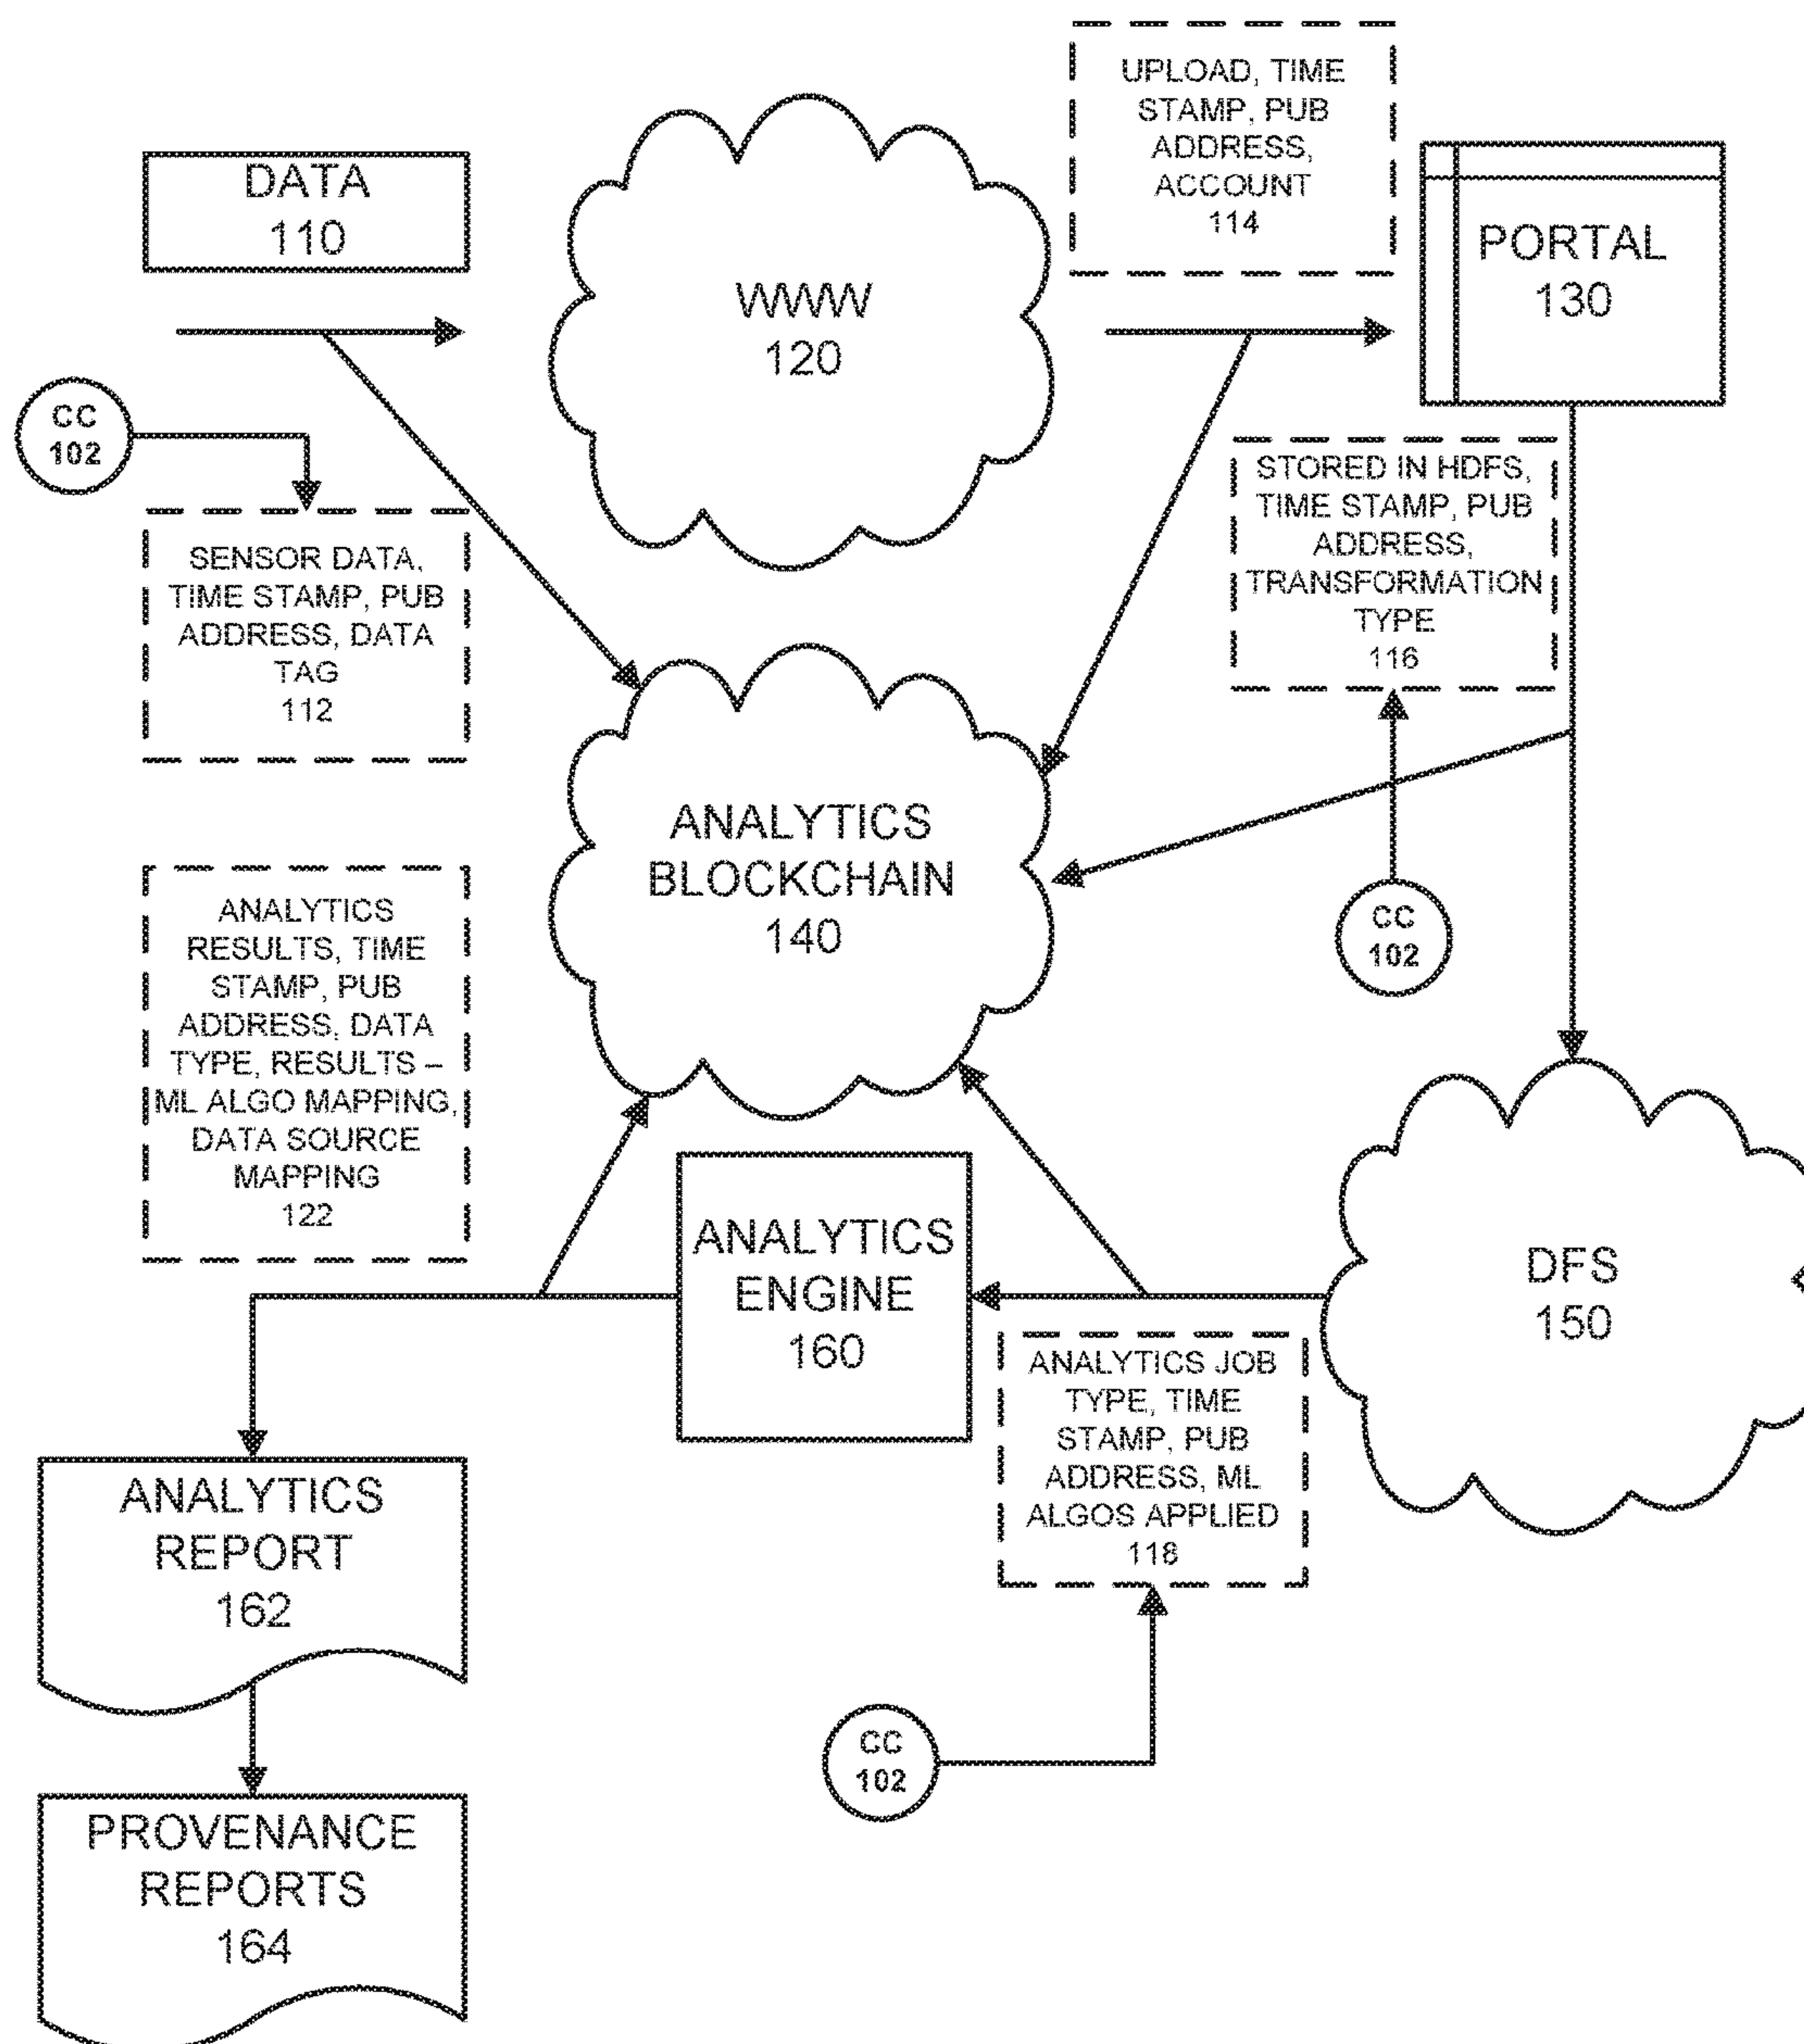 UPLOAD, TIME
STAMP, PUB
ADDRESS,
ACCOUNT
114
DATA
110
WWW
120
PORTAL
130
CC
102
SENSOR DATA,
TIME STAMP, PUB
ADDRESS, DATA
TAG
112
STORED IN HDFS,
TIME STAMP, PUB
ADDRESS,
TRANSFORMATION
TYPE
116
ANALYTICS
BLOCKCHAIN
140
CC
102
ANALYTICS
RESULTS, TIME
STAMP, PUB
ADDRESS, DATA
TYPE, RESULTS –
ML ALGO MAPPING,
DATA SOURCE
MAPPING
122
ANALYTICS
ENGINE
160
DFS
150
ANALYTICS JOB
TYPE, TIME
STAMP, PUB
ADDRESS, ML
ALGOS APPLIED
118
ANALYTICS
REPORT
162
CC
102
PROVENANCE
REPORTS
164